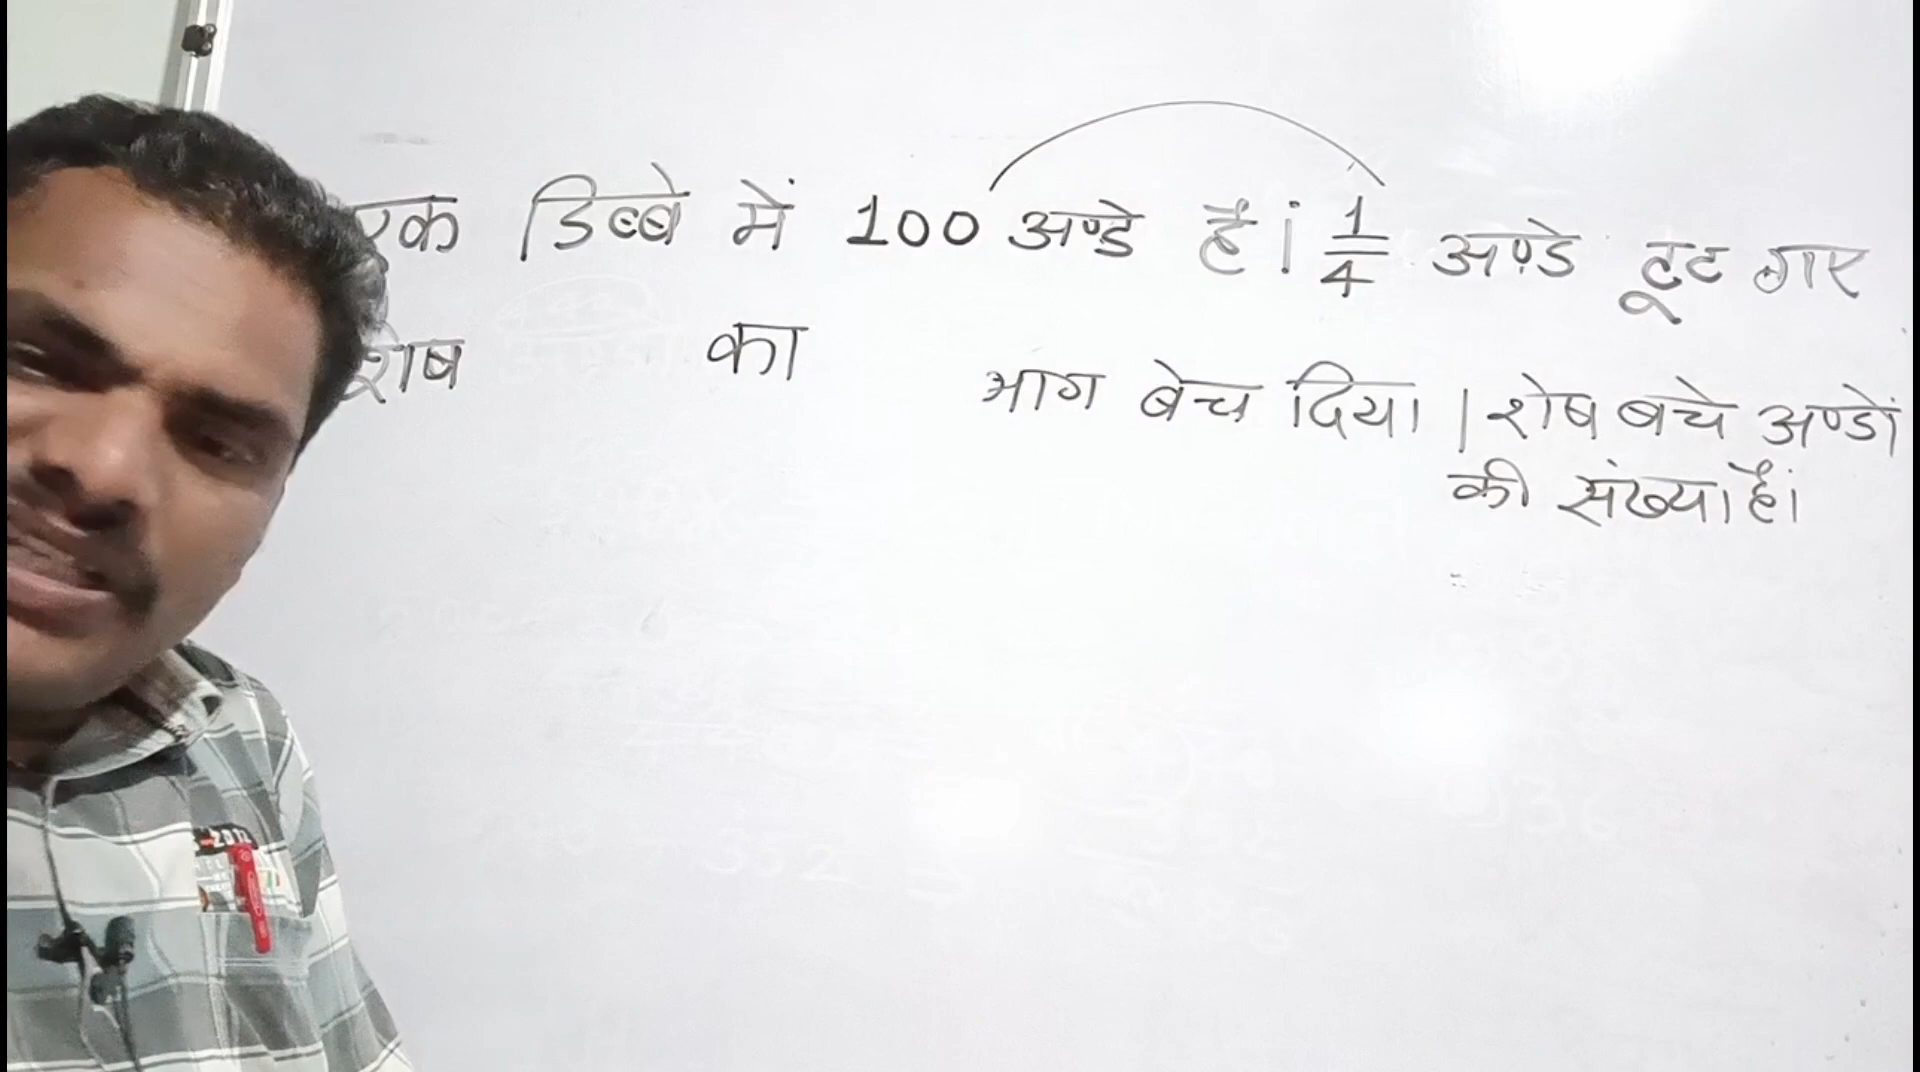 एक डिब्बे में 100 अण्डे हैं। 1/4 अण्डे टूट गए
शेष का भाग बेच दिया। शेष बचे अण्डों
की संख्या है।